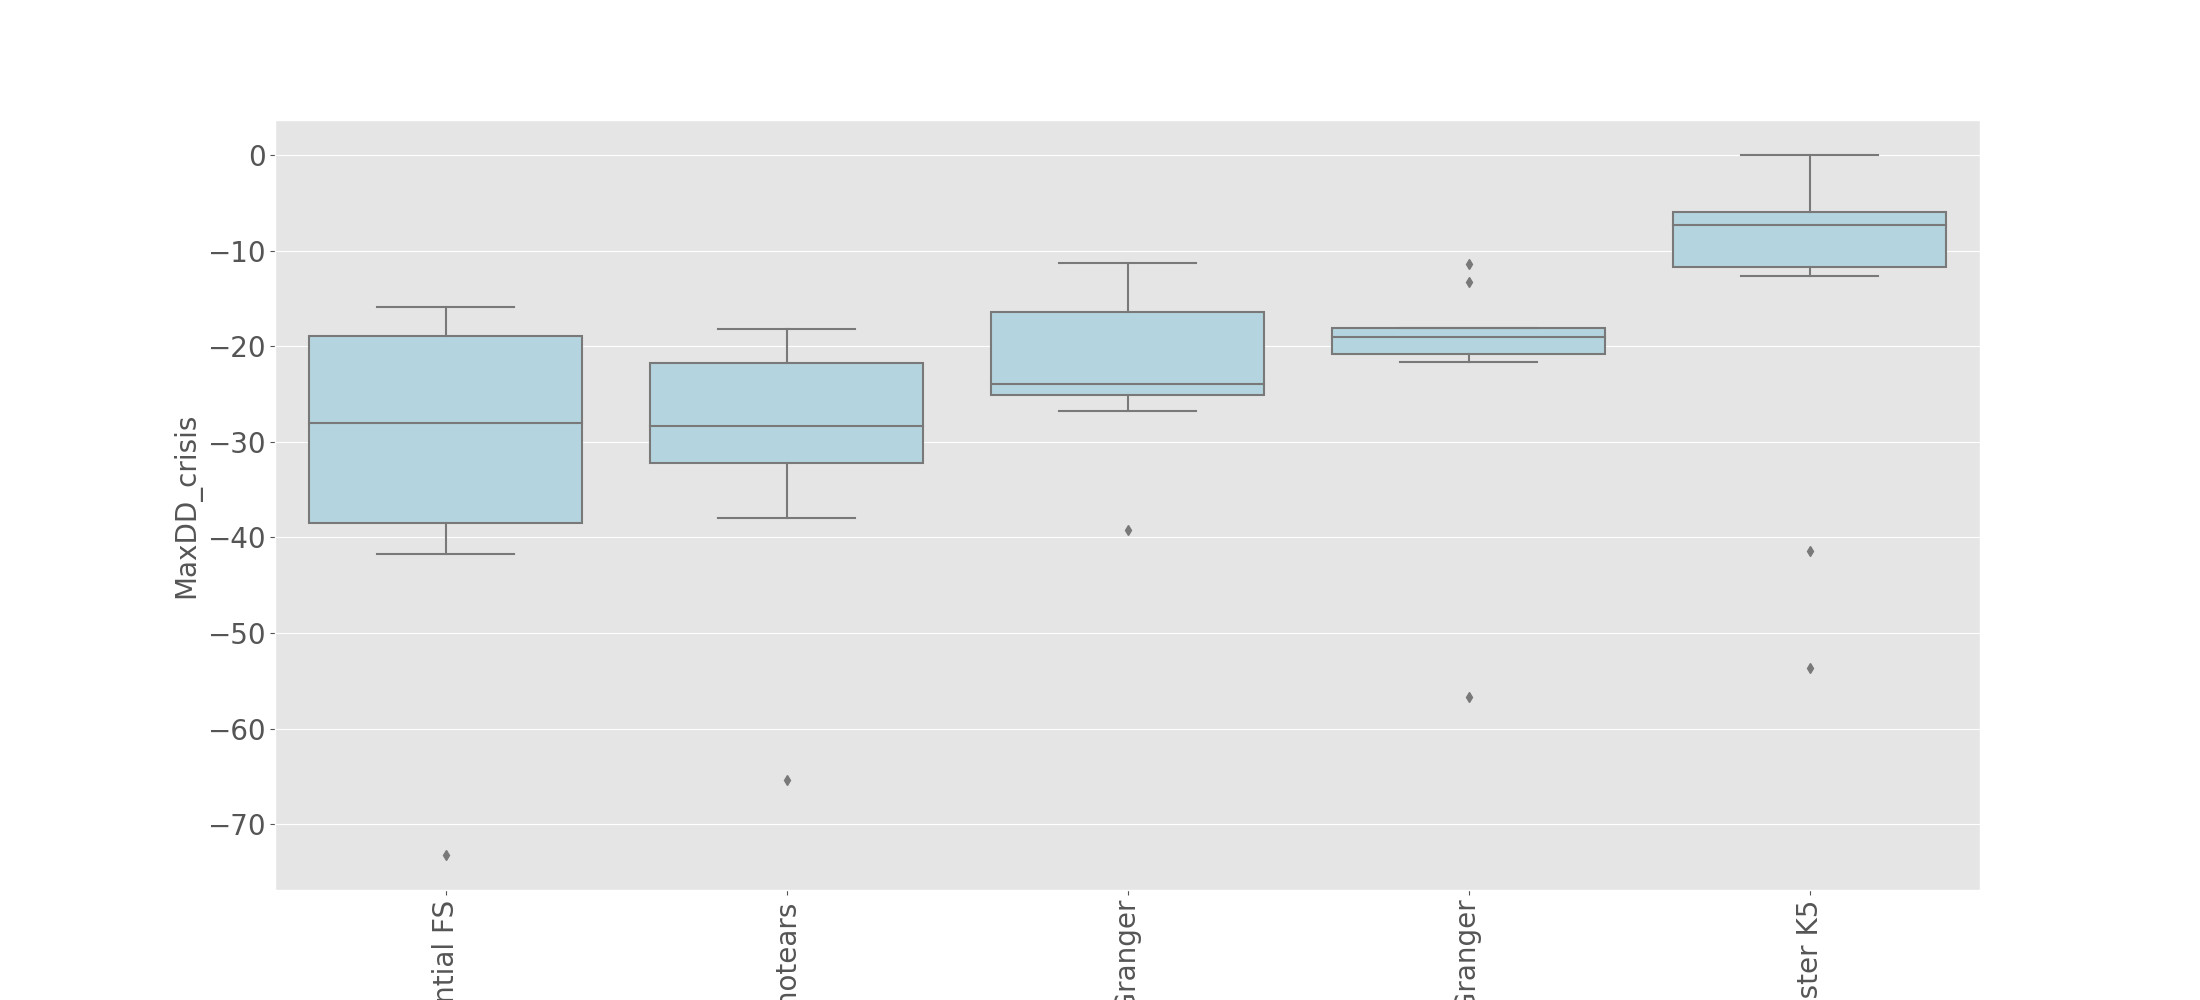 0
−10
−20
−30
−40
−50
−60
−70
MaxDD_crisis
ntial FS
notears
Granger
Granger
ster K5